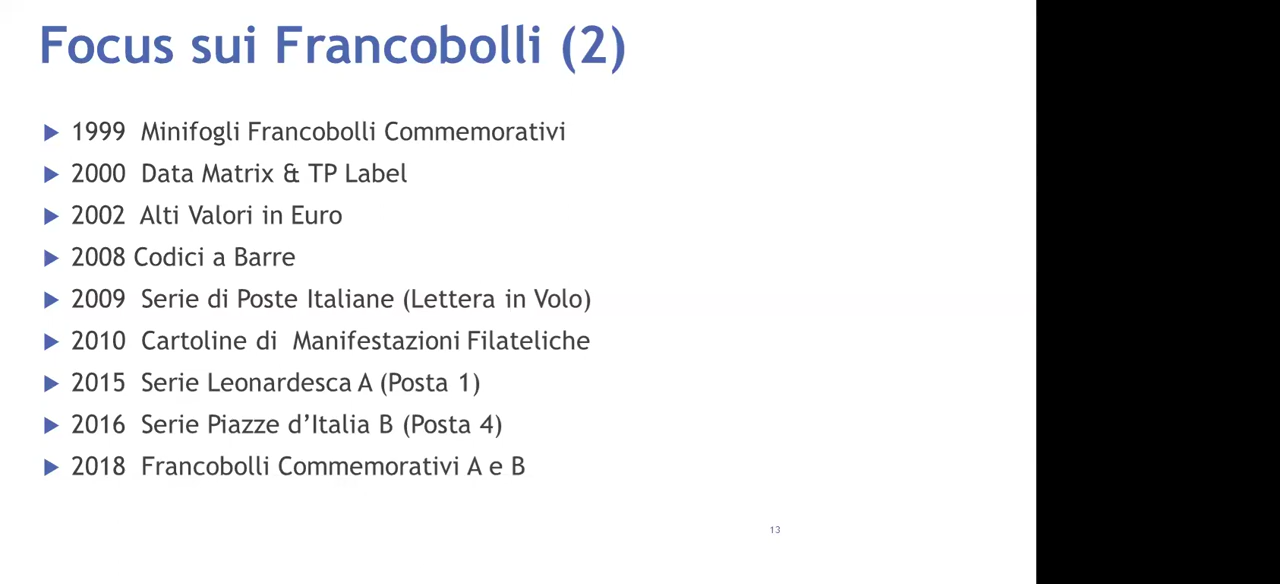 Focus sui Francobolli (2)
1999 Minifogli Francobolli Commemorativi
2000 Data Matrix & TP Label
2002 Alti Valori in Euro
2008 Codici a Barre
2009 Serie di Poste Italiane (Lettera in Volo)
2010 Cartoline di Manifestazioni Filateliche
2015 Serie Leonardesca A (Posta 1)
2016 Serie Piazze d’Italia B (Posta 4)
2018 Francobolli Commemorativi A e B
13